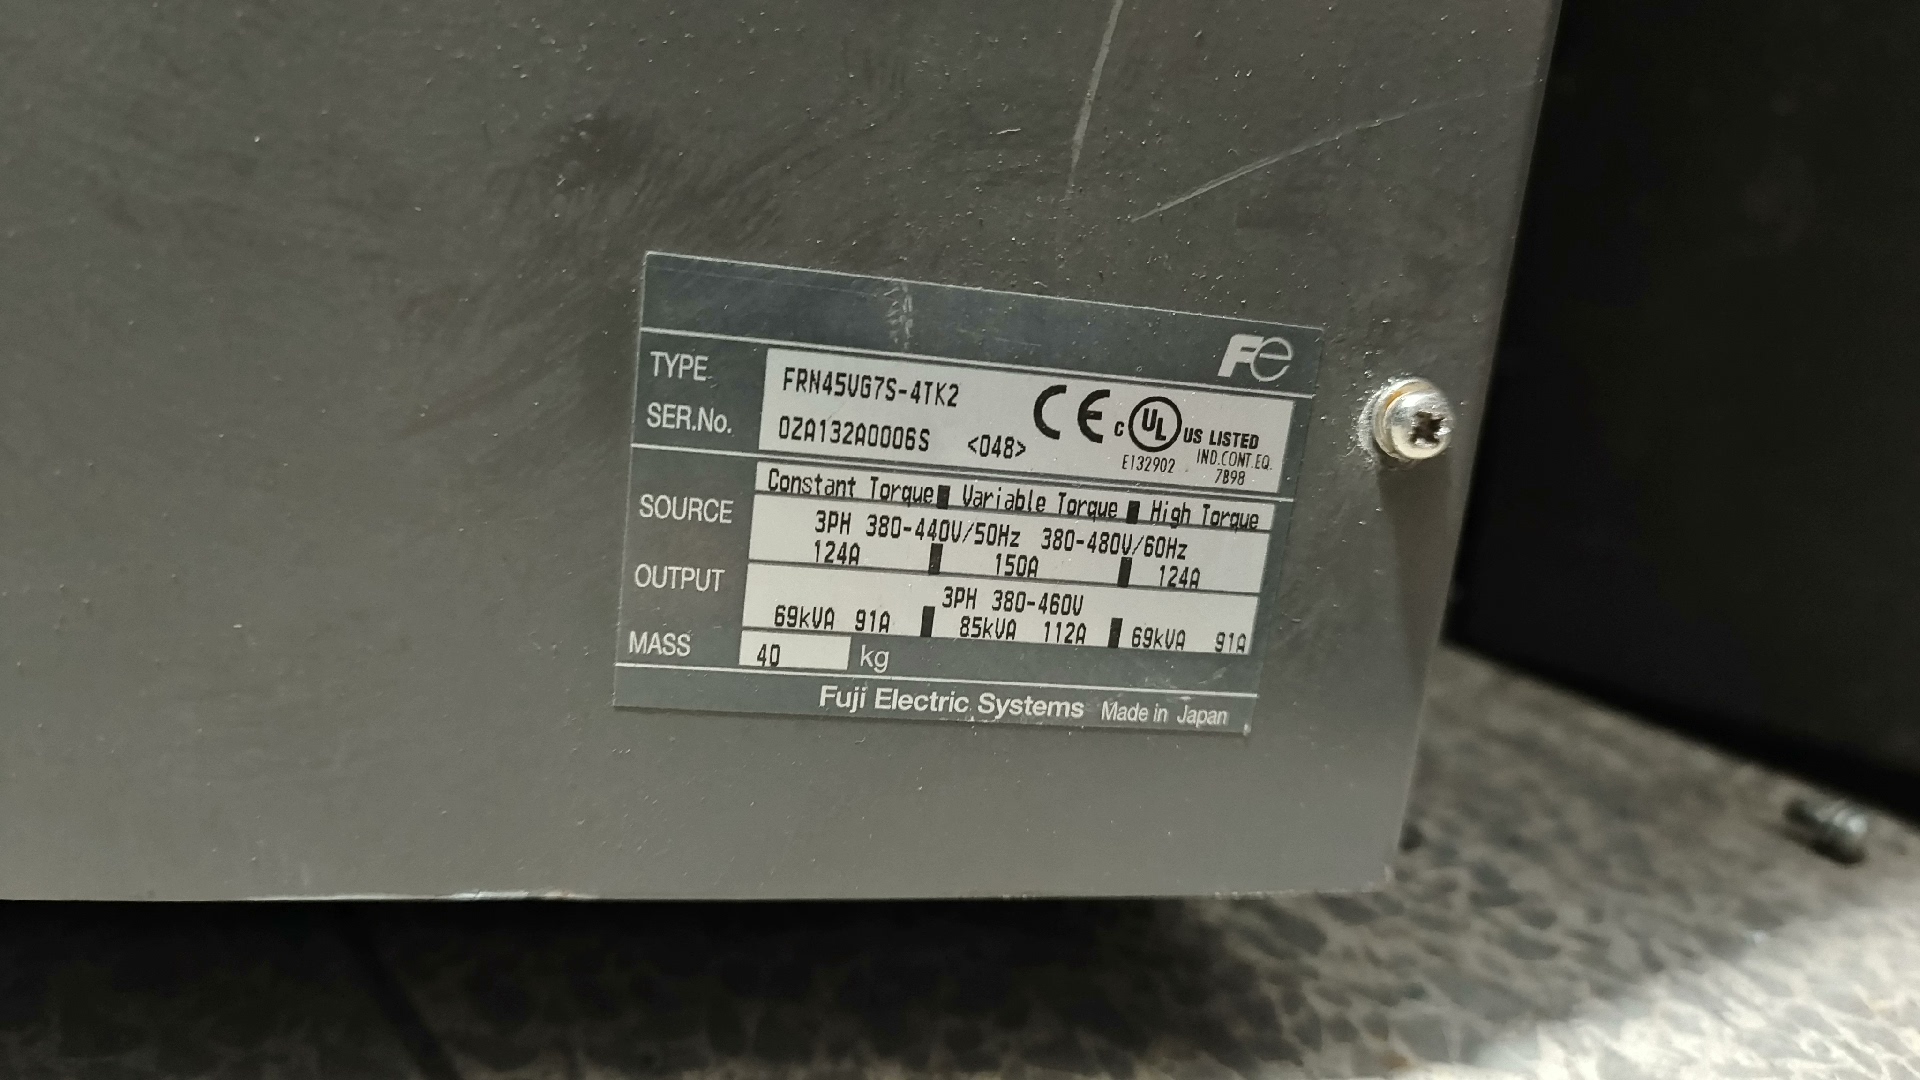 Fe
TYPE FRN45VG7S-4TK2
SER.No. 0ZA132A0006S <048>
CE c UL US LISTED
E132902 IND.CONT.EQ.
7B98
Constant Torque Variable Torque High Torque
SOURCE 3PH 380-440V/50Hz 380-480V/60Hz
124A 150A 124A
OUTPUT 3PH 380-460V
69kVA 91A 85kVA 112A 69kVA 91A
MASS 40 kg
Fuji Electric Systems Made in Japan